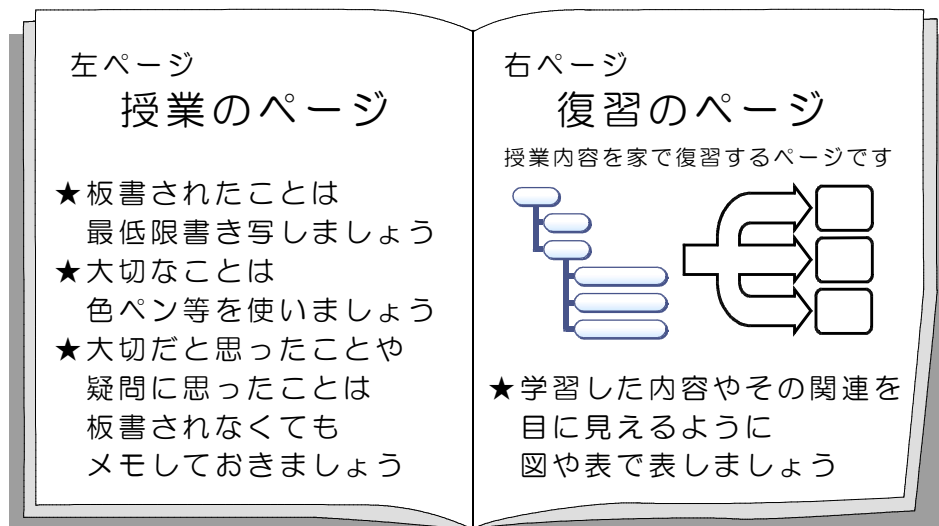 左ページ
授業のページ
★板書されたことは
最低限書き写しましょう
★大切なことは
色ペン等を使いましょう
★大切だと思ったことや
疑問に思ったことは
板書されなくても
メモしておきましょう
右ページ
復習のページ
授業内容を家で復習するページです
★学習した内容やその関連を
目に見えるように
図や表で表しましょう